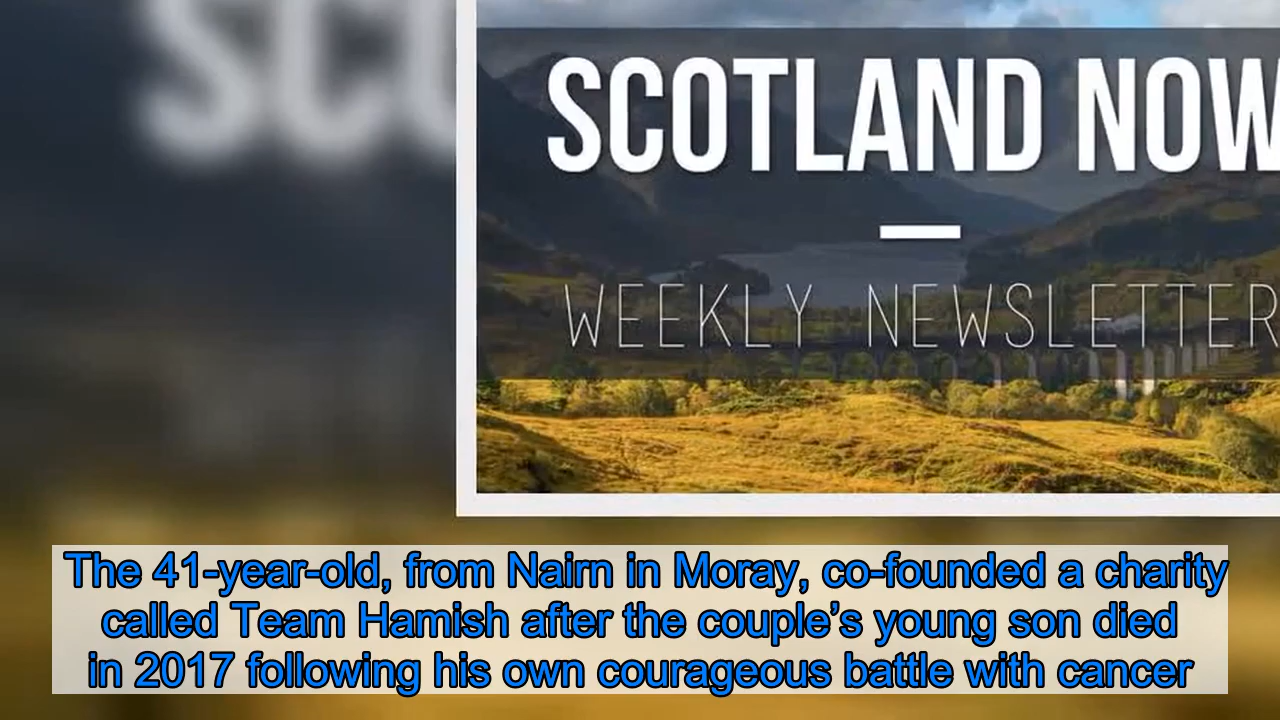 SCOTLAND NOW
WEEKLY NEWSLETTER
The 41-year-old, from Nairn in Moray, co-founded a charity
called Team Hamish after the couple’s young son died
in 2017 following his own courageous battle with cancer